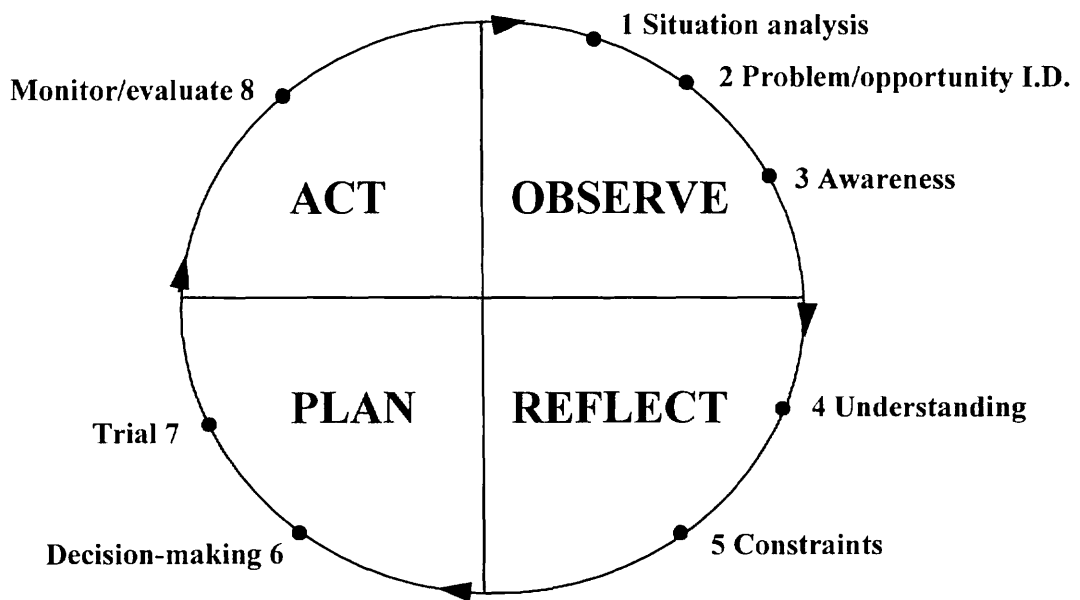 1 Situation analysis
2 Problem/opportunity I.D.
Monitor/evaluate 8
3 Awareness
ACT
OBSERVE
PLAN
REFLECT
4 Understanding
Trial 7
5 Constraints
Decision-making 6